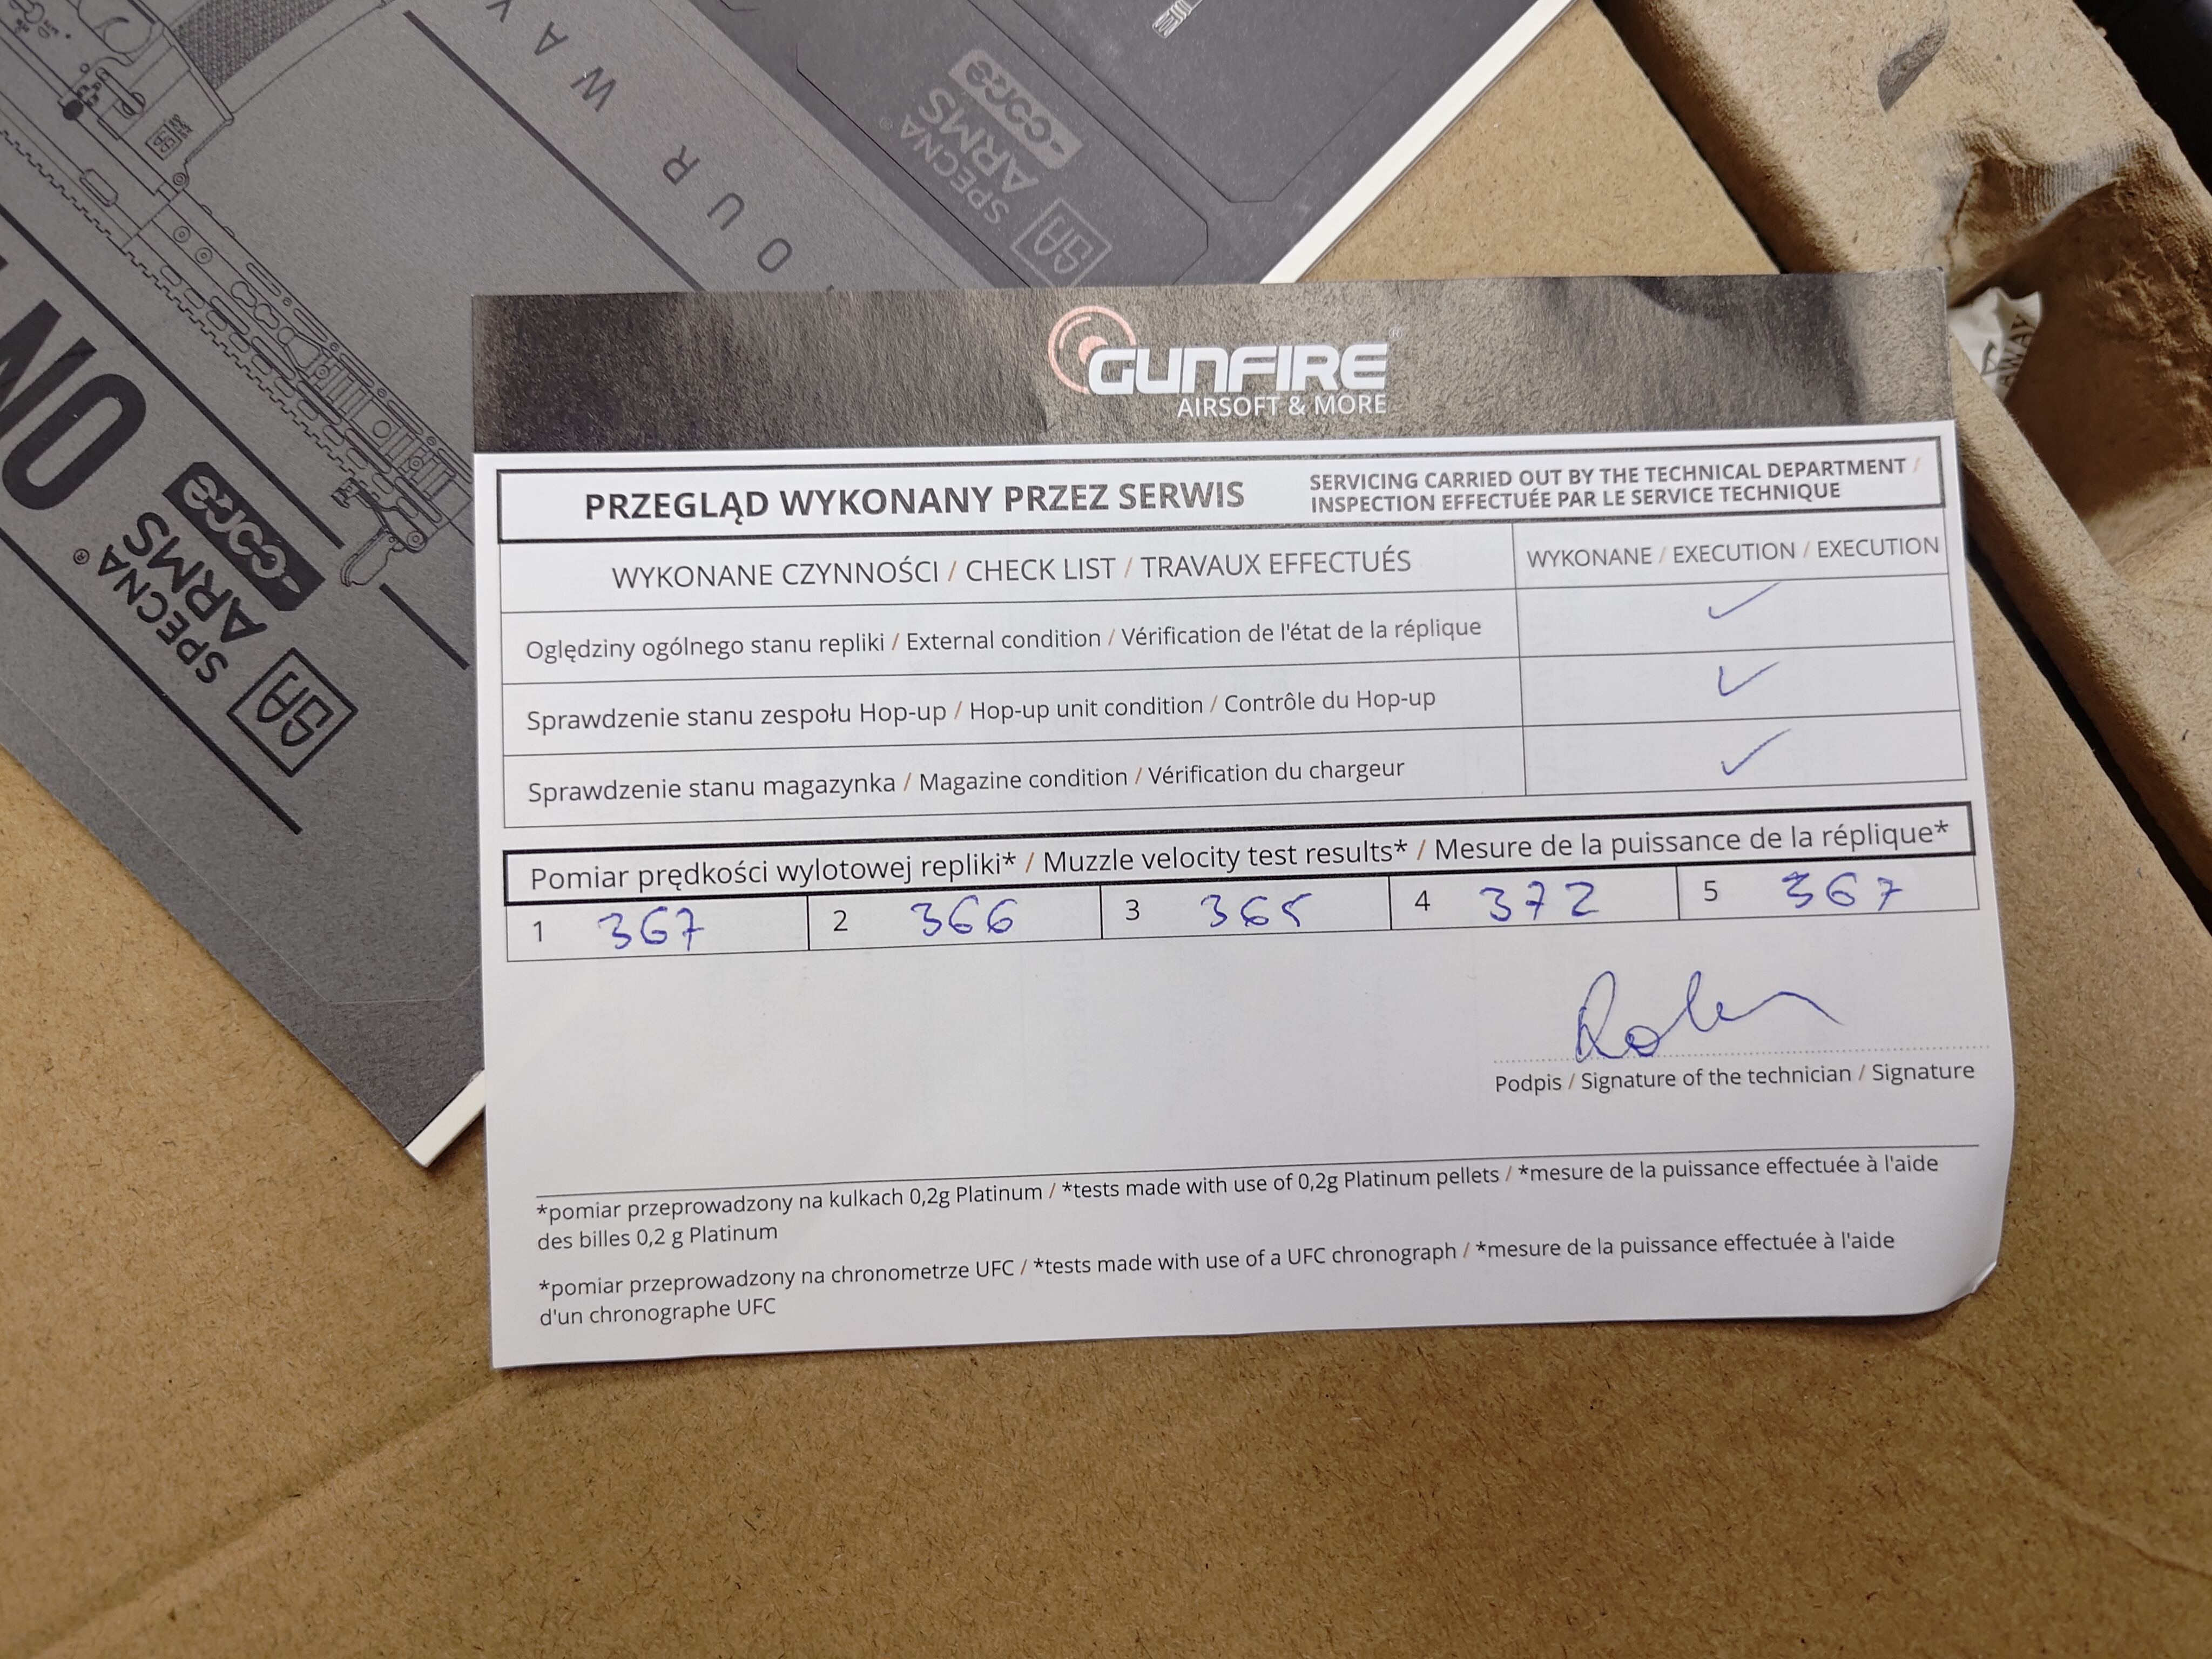 WAY
OUR
SPECNA
ARMS®
core
SA
ON
SPECNA
ARMS®
core
SA
AWAY
GUNFIRE®
AIRSOFT & MORE
PRZEGLĄD WYKONANY PRZEZ SERWIS
SERVICING CARRIED OUT BY THE TECHNICAL DEPARTMENT /
INSPECTION EFFECTUÉE PAR LE SERVICE TECHNIQUE
WYKONANE CZYNNOŚCI / CHECK LIST / TRAVAUX EFFECTUÉS
WYKONANE / EXECUTION / EXECUTION
Oględziny ogólnego stanu repliki / External condition / Vérification de l'état de la réplique ✓
Sprawdzenie stanu zespołu Hop-up / Hop-up unit condition / Contrôle du Hop-up ✓
Sprawdzenie stanu magazynka / Magazine condition / Vérification du chargeur ✓
Pomiar prędkości wylotowej repliki* / Muzzle velocity test results* / Mesure de la puissance de la réplique*
1 367 2 366 3 365 4 372 5 367
Podpis / Signature of the technician / Signature
*pomiar przeprowadzony na kulkach 0,2g Platinum / *tests made with use of 0,2g Platinum pellets / *mesure de la puissance effectuée à l'aide
des billes 0,2 g Platinum
*pomiar przeprowadzony na chronometrze UFC / *tests made with use of a UFC chronograph / *mesure de la puissance effectuée à l'aide
d'un chronographe UFC